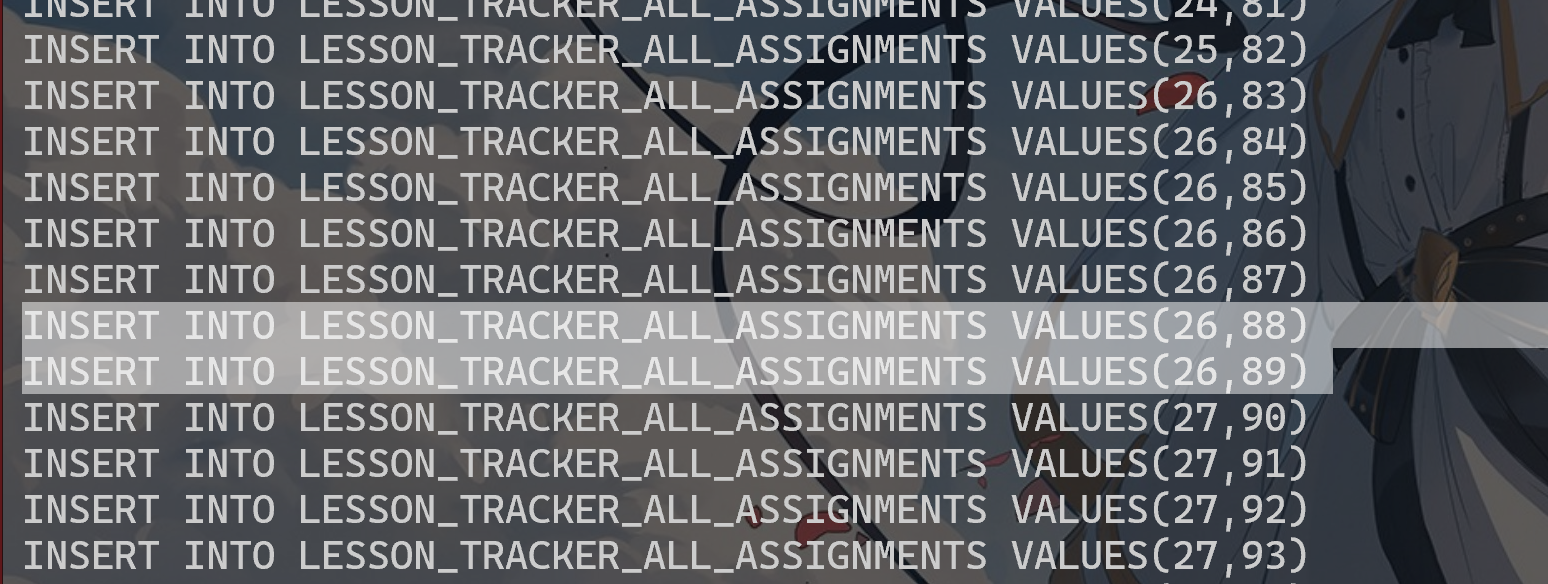 INSERT INTO LESSON_TRACKER_ALL_ASSIGNMENTS VALUES(24,81)
INSERT INTO LESSON_TRACKER_ALL_ASSIGNMENTS VALUES(25,82)
INSERT INTO LESSON_TRACKER_ALL_ASSIGNMENTS VALUES(26,83)
INSERT INTO LESSON_TRACKER_ALL_ASSIGNMENTS VALUES(26,84)
INSERT INTO LESSON_TRACKER_ALL_ASSIGNMENTS VALUES(26,85)
INSERT INTO LESSON_TRACKER_ALL_ASSIGNMENTS VALUES(26,86)
INSERT INTO LESSON_TRACKER_ALL_ASSIGNMENTS VALUES(26,87)
INSERT INTO LESSON_TRACKER_ALL_ASSIGNMENTS VALUES(26,88)
INSERT INTO LESSON_TRACKER_ALL_ASSIGNMENTS VALUES(26,89)
INSERT INTO LESSON_TRACKER_ALL_ASSIGNMENTS VALUES(27,90)
INSERT INTO LESSON_TRACKER_ALL_ASSIGNMENTS VALUES(27,91)
INSERT INTO LESSON_TRACKER_ALL_ASSIGNMENTS VALUES(27,92)
INSERT INTO LESSON_TRACKER_ALL_ASSIGNMENTS VALUES(27,93)